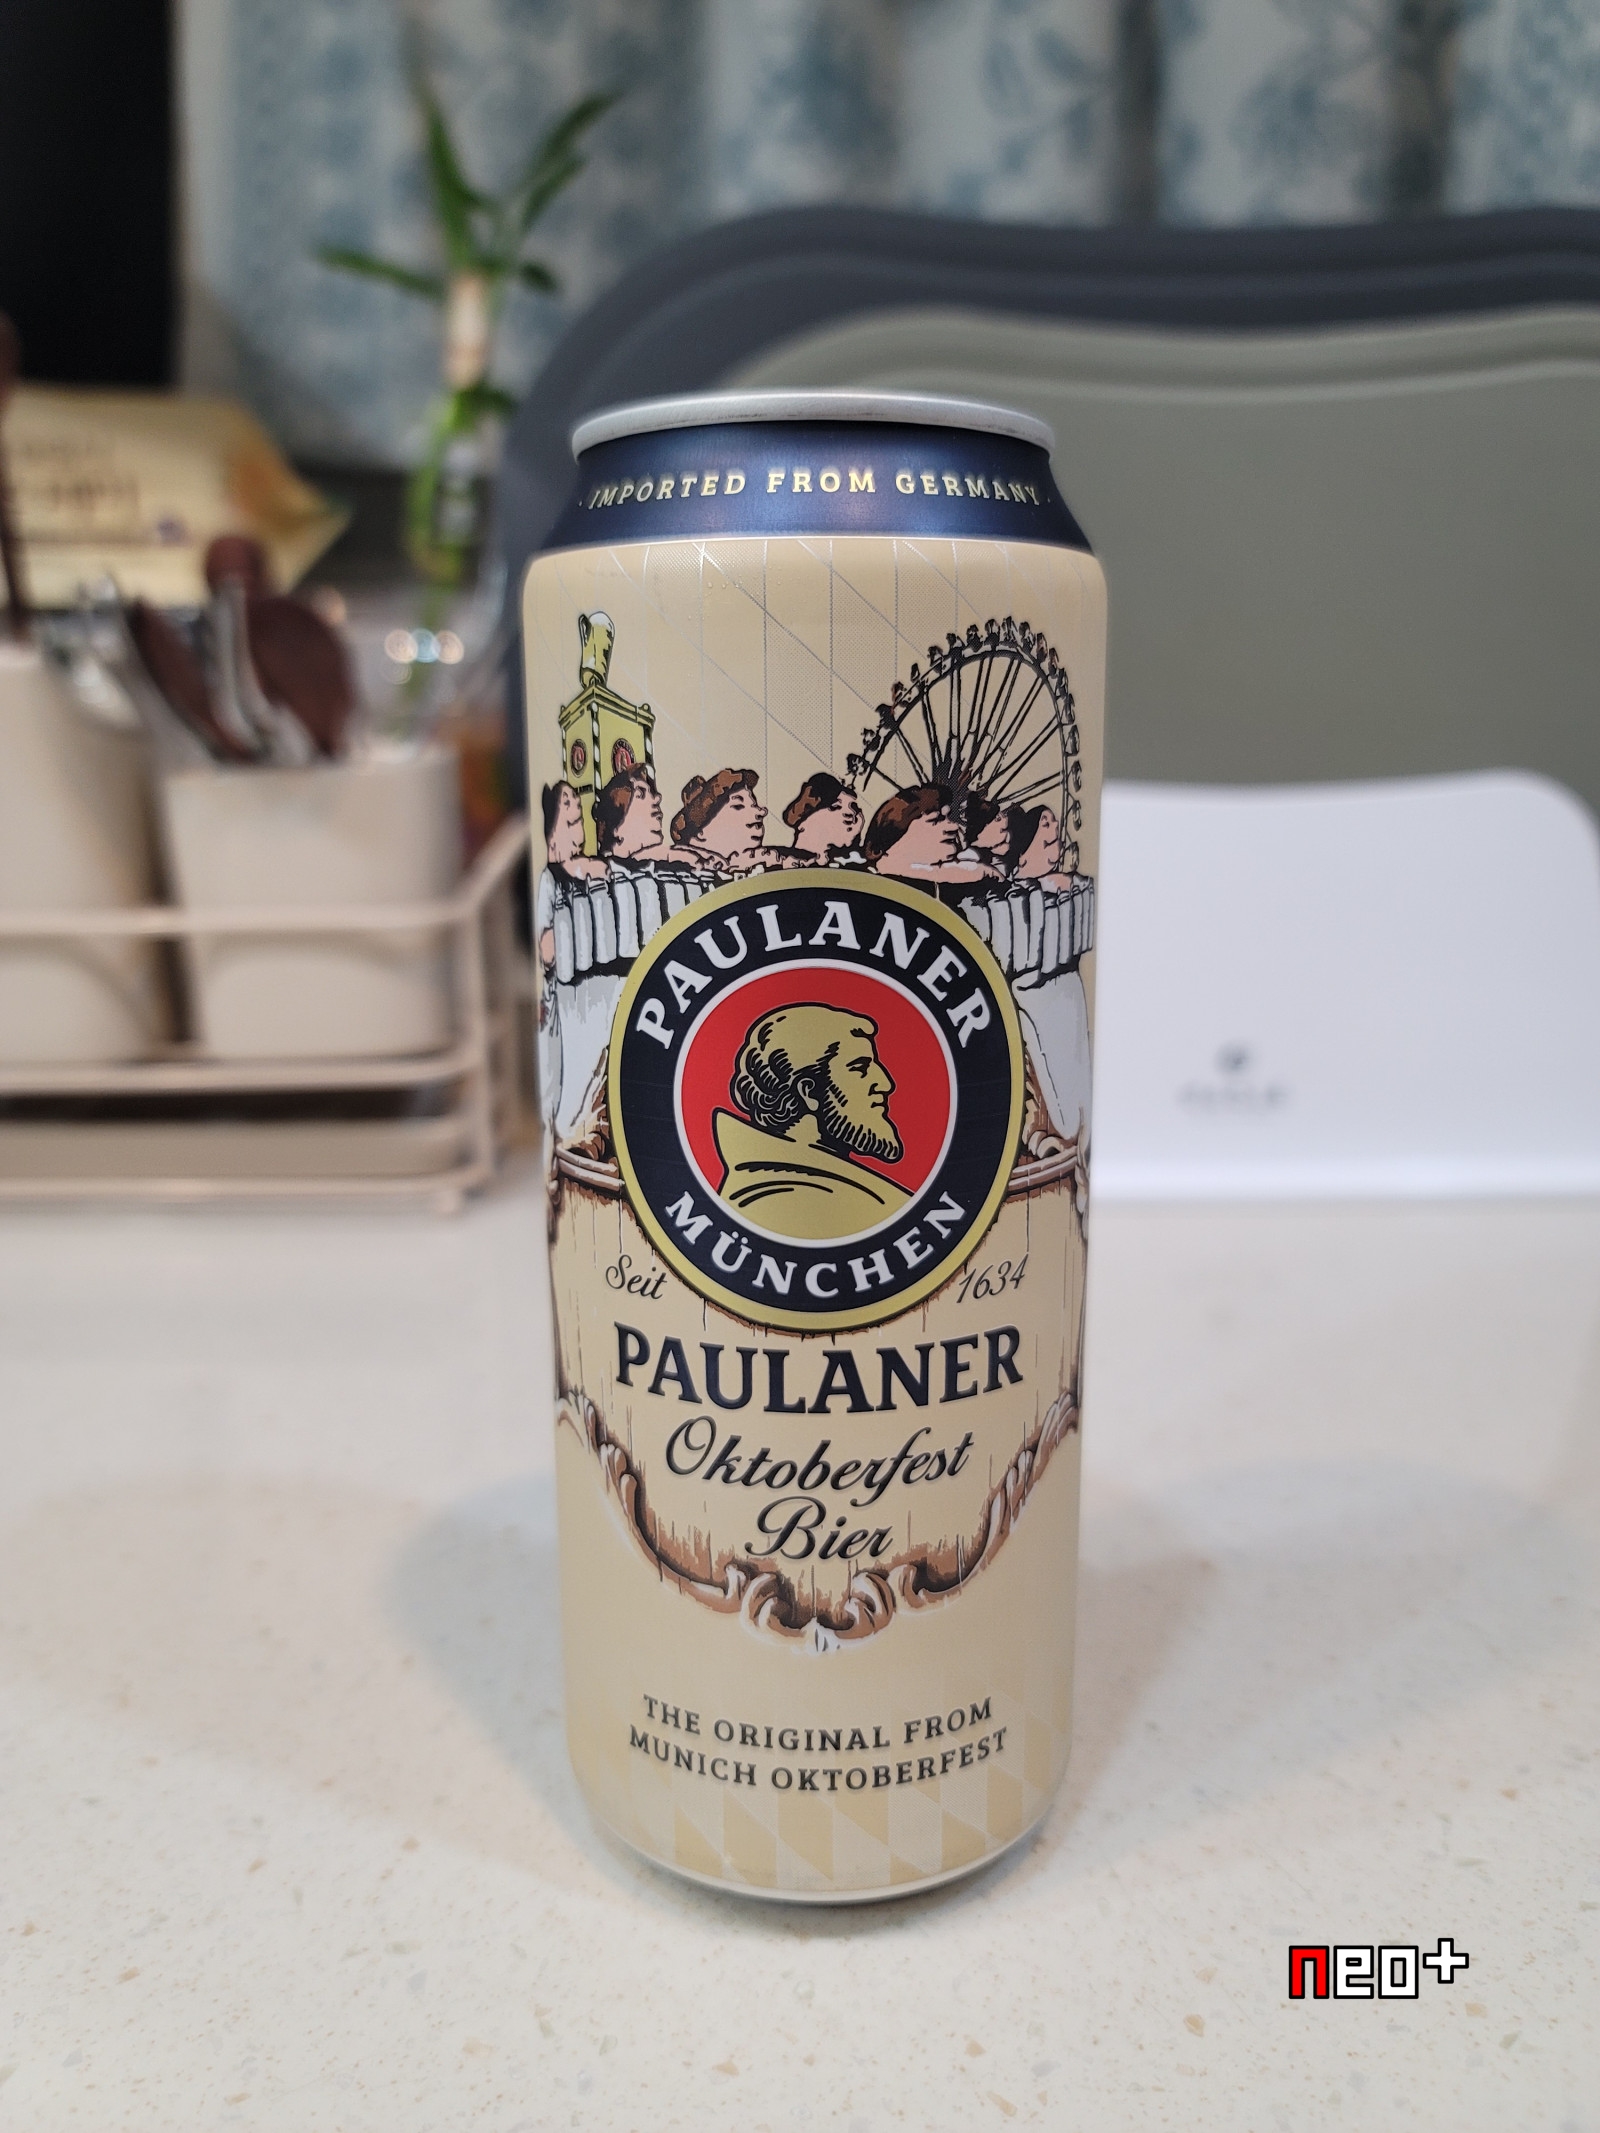 IMPORTED FROM GERMANY
PAULANER
MÜNCHEN
Seit 1634
PAULANER
Oktoberfest
Bier
THE ORIGINAL FROM
MUNICH OKTOBERFEST
neo+